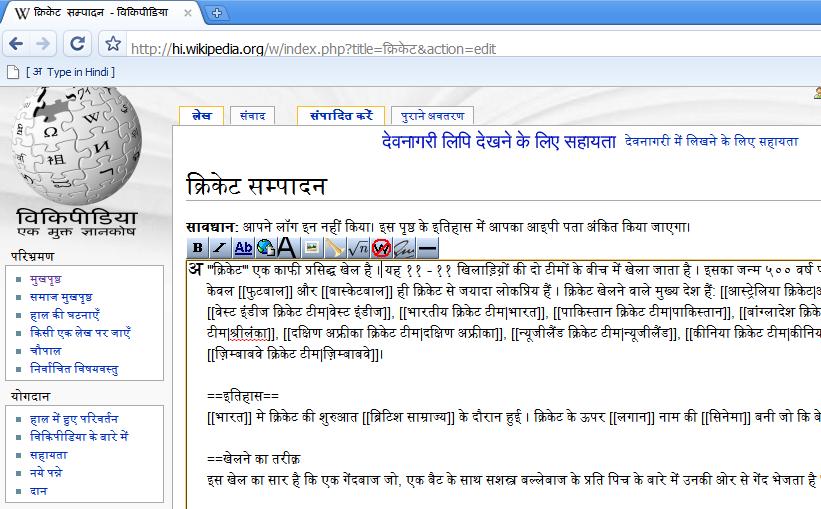 क्रिकेट सम्पादन - विकिपीडिया
http://hi.wikipedia.org/w/index.php?title=क्रिकेट&action=edit
[ अ Type in Hindi ]
लेख संवाद संपादित करें पुराने अवतरण
देवनागरी लिपि देखने के लिए सहायता देवनागरी में लिखने के लिए सहायता
क्रिकेट सम्पादन
विकिपीडिया
एक मुक्त ज्ञानकोष
सावधान: आपने लॉग इन नहीं किया। इस पृष्ठ के इतिहास में आपका आइपी पता अंकित किया जाएगा।
परिभ्रमण
मुखपृष्ठ
समाज मुखपृष्ठ
हाल की घटनाएँ
किसी एक लेख पर जाएँ
चौपाल
निर्वाचित विषयवस्तु
योगदान
हाल में हुए परिवर्तन
विकिपीडिया के बारे में
सहायता
नये पन्ने
दान
B I Ab A √n W
अ '''क्रिकेट''' एक काफी प्रसिद्घ खेल है । यह ११ - ११ खिलाड़िय़ों की दो टीमों के बीच में खेला जाता है । इसका जन्म ५०० बर्ष
केवल [[फुटबाल]] और [[बास्केटबाल]] ही क्रिकेट से जयादा लोकप्रिय हैं । क्रिकेट खेलने वाले मुख्य देश हैं: [[आस्ट्रेलिया क्रिकेट|
[[वेस्ट इंडीज क्रिकेट टीम|वेस्ट इंडीज]], [[भारतीय क्रिकेट टीम|भारत]], [[पाकिस्तान क्रिकेट टीम|पाकिस्तान]], [[बांग्लादेश क्रिके
टीम|श्रीलंका]], [[दक्षिण अफ्रीका क्रिकेट टीम|दक्षिण अफ्रीका]], [[न्यूजीलैंड क्रिकेट टीम|न्यूजीलैंड]], [[कीनिया क्रिकेट टीम|कीनिय
[[ज़िम्बाबवे क्रिकेट टीम|ज़िम्बाबवे]]।
==इतिहास==
[[भारत]] मे क्रिकेट की शुरुआत [[ब्रिटिश साम्राज्य]] के दौरान हुई । क्रिकेट के ऊपर [[लगान]] नाम की [[सिनेमा]] बनी जो कि बे
==खेलने का तरीक़
इस खेल का सार है कि एक गेंदबाज जो, एक बैट के साथ सशस्त्र बल्लेबाज के प्रति पिच के बारे में उनकी ओर से गेंद भेजता है